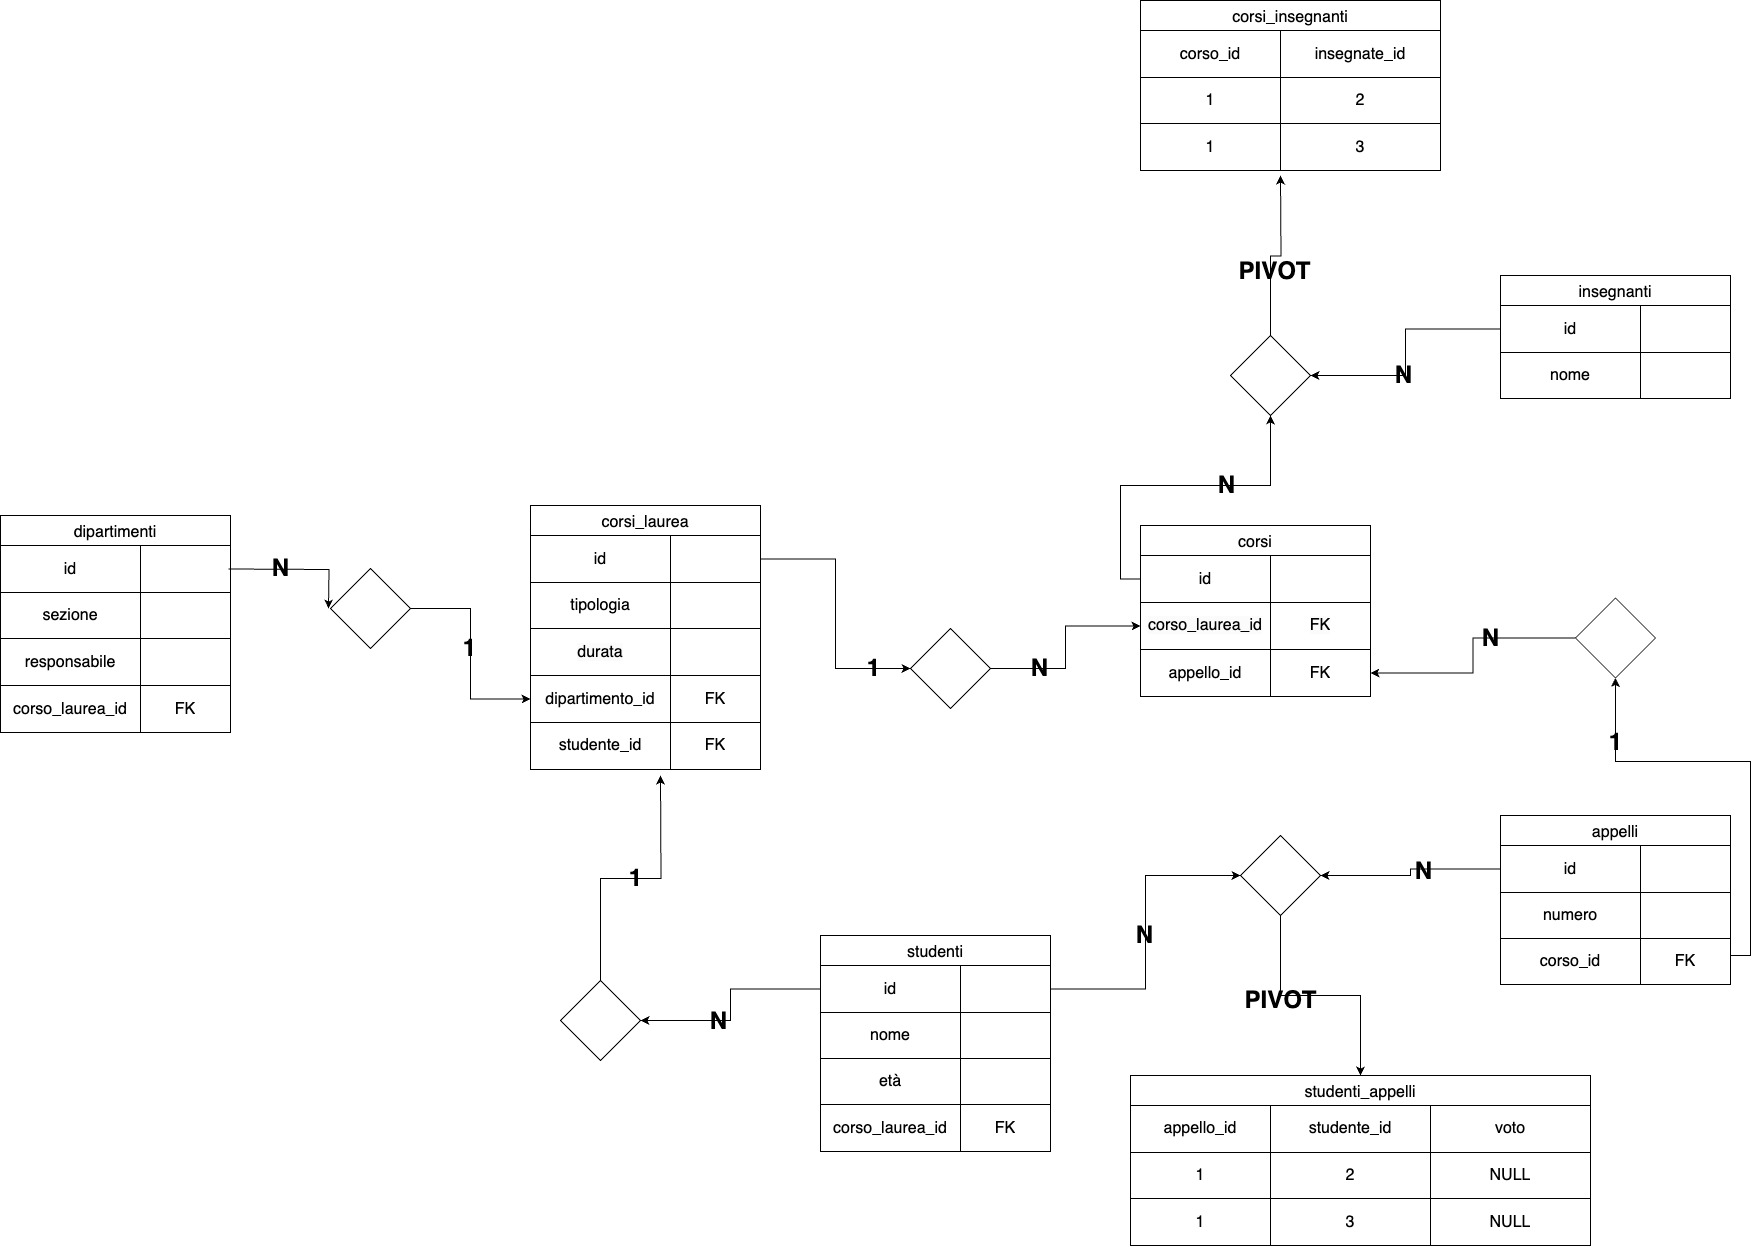 corsi_insegnanti
corso_id insegnate_id
1 2
1 3
PIVOT
insegnanti
id
nome
N
N
dipartimenti
id
sezione
responsabile
corso_laurea_id FK
N
1
corsi_laurea
id
tipologia
durata
dipartimento_id FK
studente_id FK
1
N
corsi
id
corso_laurea_id FK
appello_id FK
N
1
appelli
id
numero
corso_id FK
N
1
N
studenti
id
nome
età
corso_laurea_id FK
N
PIVOT
studenti_appelli
appello_id studente_id voto
1 2 NULL
1 3 NULL